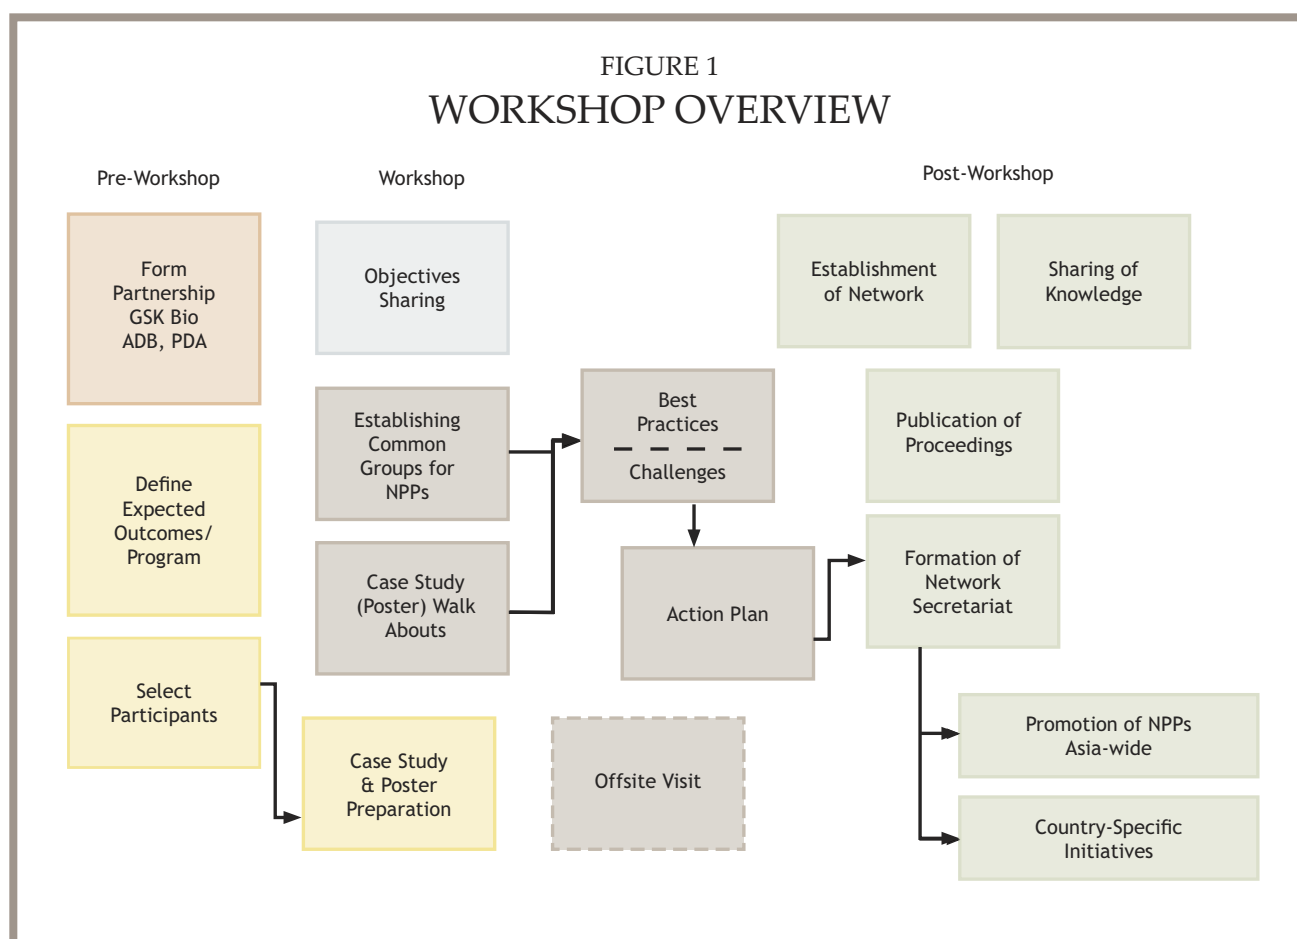 FIGURE 1
WORKSHOP OVERVIEW
Pre-Workshop
Workshop
Post-Workshop
Form
Partnership
GSK Bio
ADB, PDA
Define
Expected
Outcomes/
Program
Select
Participants
Case Study
& Poster
Preparation
Objectives
Sharing
Establishing
Common
Groups for
NPPs
Case Study
(Poster) Walk
Abouts
Best
Practices
Challenges
Action Plan
Offsite Visit
Establishment
of Network
Sharing of
Knowledge
Publication of
Proceedings
Formation of
Network
Secretariat
Promotion of NPPs
Asia-wide
Country-Specific
Initiatives